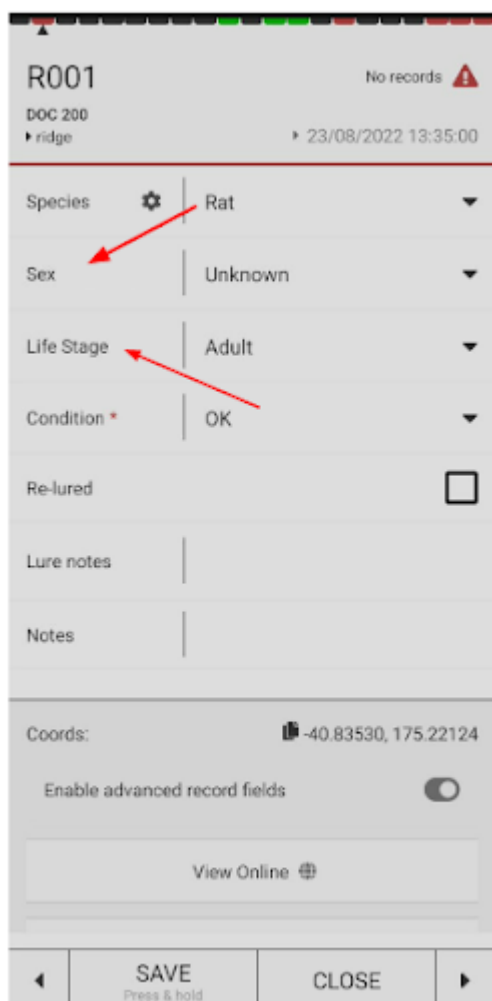 R001
No records
DOC 200
ridge
23/08/2022 13:35:00
Species Rat
Sex Unknown
Life Stage Adult
Condition * OK
Re-lured
Lure notes
Notes
Coords: -40.83530, 175.22124
Enable advanced record fields
View Online
SAVE
Press & hold
CLOSE